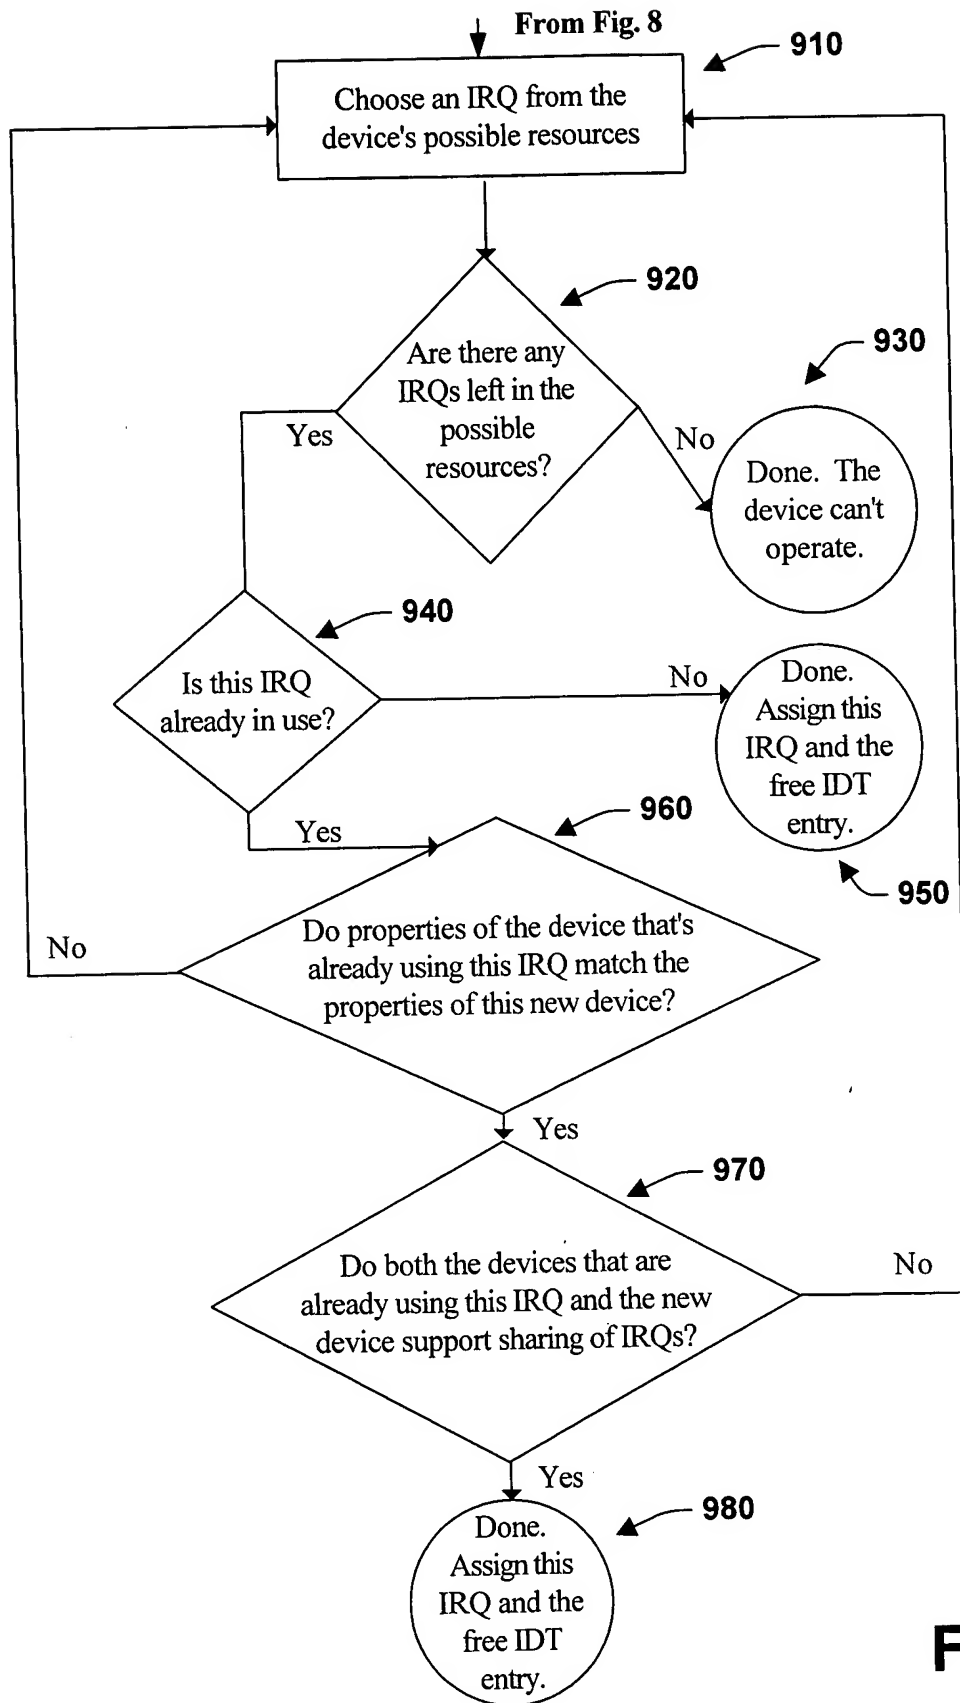 From Fig. 8
910
Choose an IRQ from the
device's possible resources
920
Are there any
IRQs left in the
possible
resources?
Yes
No
930
Done. The
device can't
operate.
940
Is this IRQ
already in use?
No
Done.
Assign this
IRQ and the
free IDT
entry.
950
Yes
960
Do properties of the device that's
already using this IRQ match the
properties of this new device?
No
Yes
970
Do both the devices that are
already using this IRQ and the new
device support sharing of IRQs?
No
Yes
980
Done.
Assign this
IRQ and the
free IDT
entry.
F